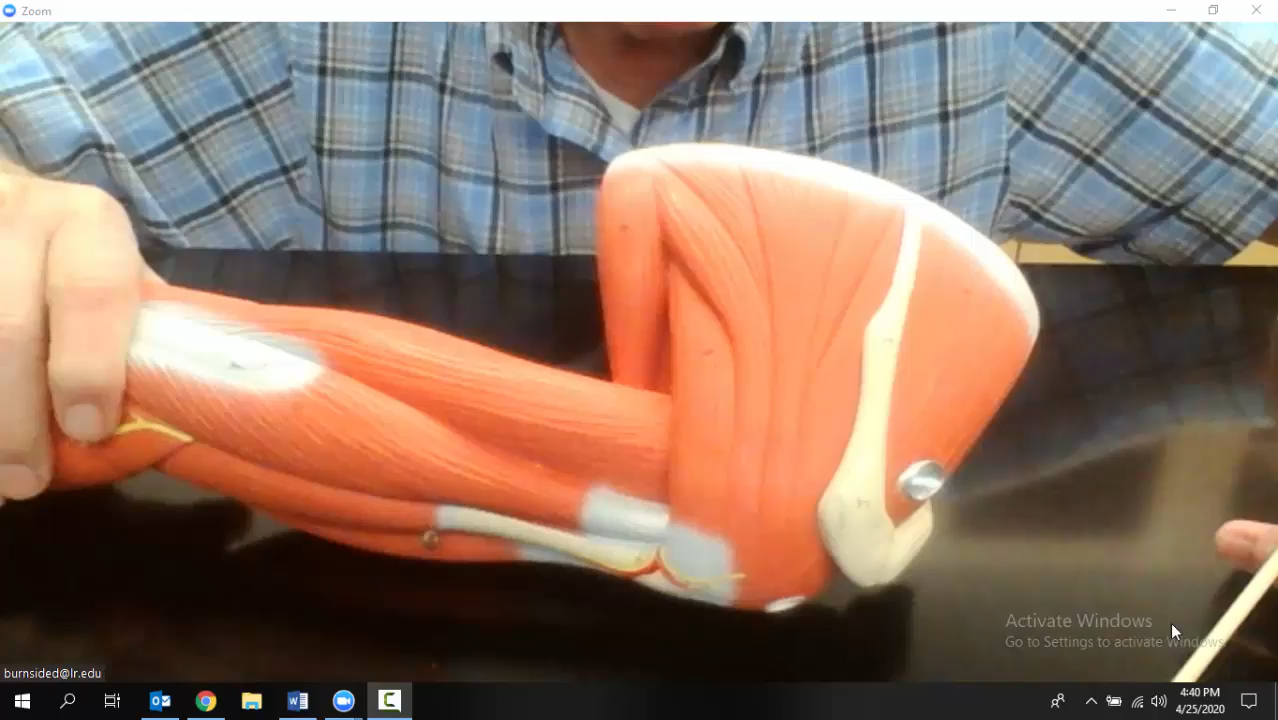 Zoom
Activate Windows
Go to Settings to activate Windows.
burnsided@lr.edu
4:40 PM
4/25/2020